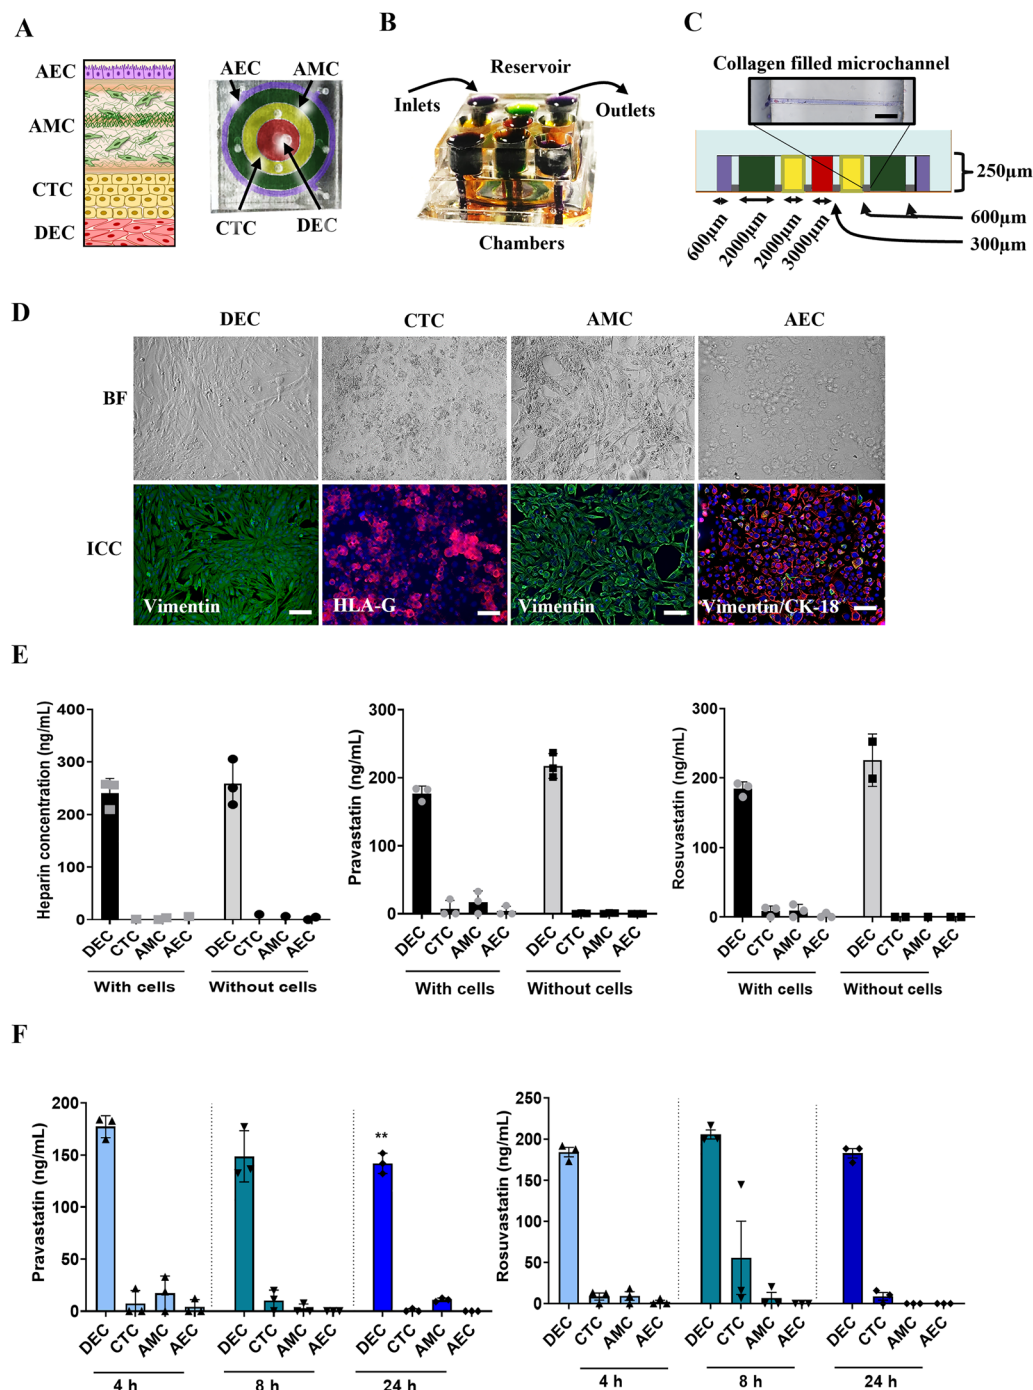 A
AEC
AMC
CTC
DEC
AEC
AMC
CTC
DEC
B
Reservoir
Inlets
Outlets
Chambers
C
Collagen filled microchannel
250µm
600µm
300µm
600µm
2000µm
2000µm
3000µm
D
DEC
CTC
AMC
AEC
BF
ICC
Vimentin
HLA-G
Vimentin
Vimentin/CK-18
E
Heparin concentration (ng/mL)
400
300
200
100
0
DEC
CTC
AMC
AEC
DEC
CTC
AMC
AEC
With cells
Without cells
Pravastatin (ng/mL)
300
200
100
0
DEC
CTC
AMC
AEC
DEC
CTC
AMC
AEC
With cells
Without cells
Rosuvastatin (ng/mL)
300
200
100
0
DEC
CTC
AMC
AEC
DEC
CTC
AMC
AEC
With cells
Without cells
F
Pravastatin (ng/mL)
200
150
100
50
0
**
DEC
CTC
AMC
AEC
DEC
CTC
AMC
AEC
DEC
CTC
AMC
AEC
4 h
8 h
24 h
Rosuvastatin (ng/mL)
250
200
150
100
50
0
DEC
CTC
AMC
AEC
DEC
CTC
AMC
AEC
DEC
CTC
AMC
AEC
4 h
8 h
24 h